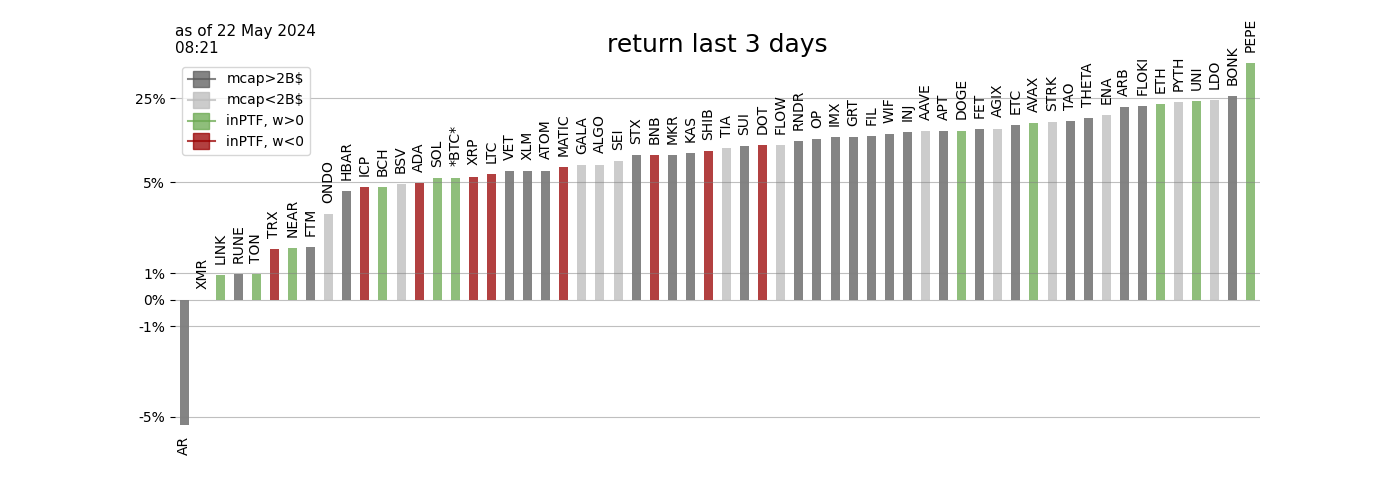 as of 22 May 2024
08:21
return last 3 days
mcap>2B$
mcap<2B$
inPTF, w>0
inPTF, w<0
25%
5%
1%
0%
-1%
-5%
AR
XMR
LINK
RUNE
TON
TRX
NEAR
FTM
ONDO
HBAR
ICP
BCH
BSV
ADA
SOL
*BTC*
XRP
LTC
VET
XLM
ATOM
MATIC
GALA
ALGO
SEI
STX
BNB
MKR
KAS
SHIB
TIA
SUI
DOT
FLOW
RNDR
OP
IMX
GRT
FIL
WIF
INJ
AAVE
APT
DOGE
FET
AGIX
ETC
AVAX
STRK
TAO
THETA
ENA
ARB
FLOKI
ETH
PYTH
UNI
LDO
BONK
PEPE